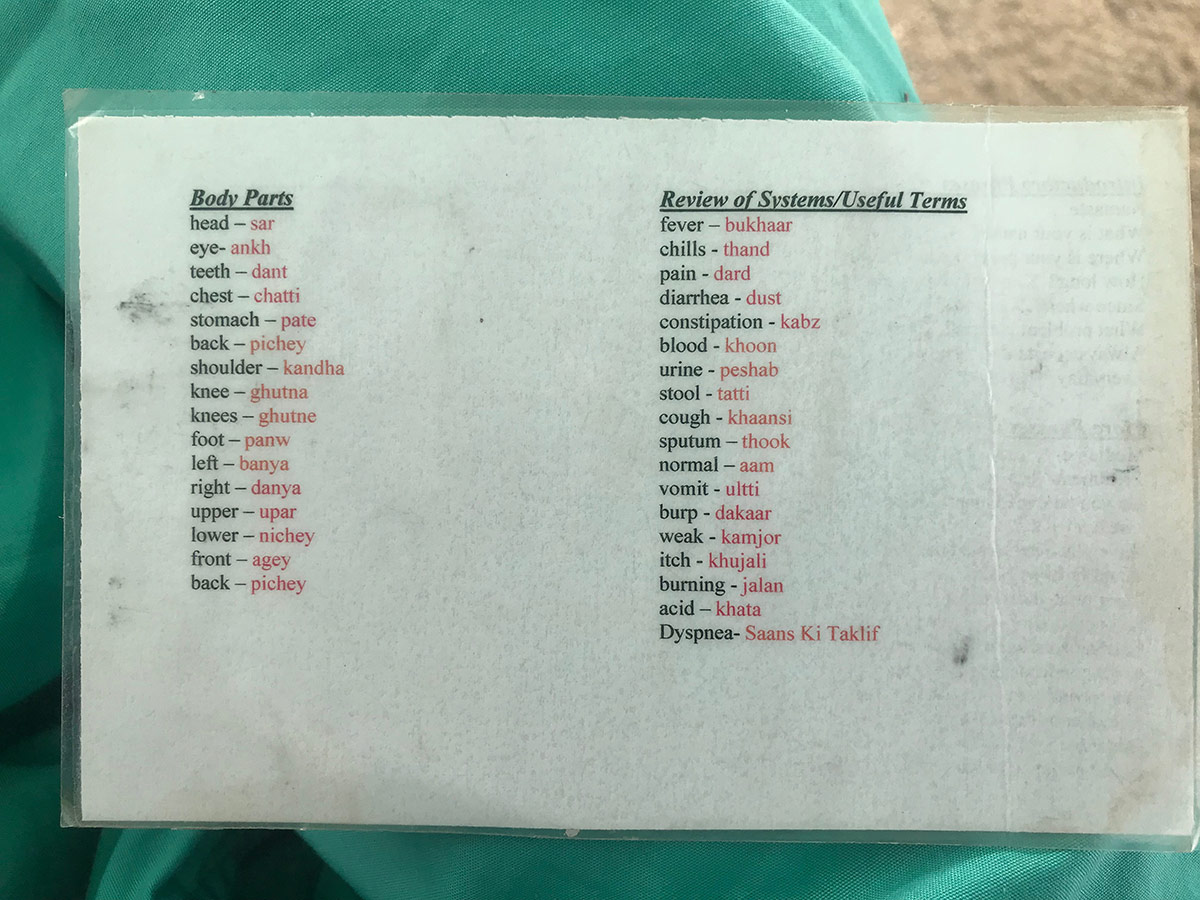 Body Parts
head – sar
eye- ankh
teeth – dant
chest – chatti
stomach – pate
back – pichey
shoulder – kandha
knee – ghutna
knees – ghutne
foot – panw
left – banya
right – danya
upper – upar
lower – nichey
front – agey
back – pichey
Review of Systems/Useful Terms
fever – bukhaar
chills - thand
pain - dard
diarrhea - dust
constipation - kabz
blood - khoon
urine - peshab
stool - tatti
cough - khaansi
sputum – thook
normal – aam
vomit - ultti
burp - dakaar
weak - kamjor
itch - khujali
burning - jalan
acid – khata
Dyspnea- Saans Ki Taklif